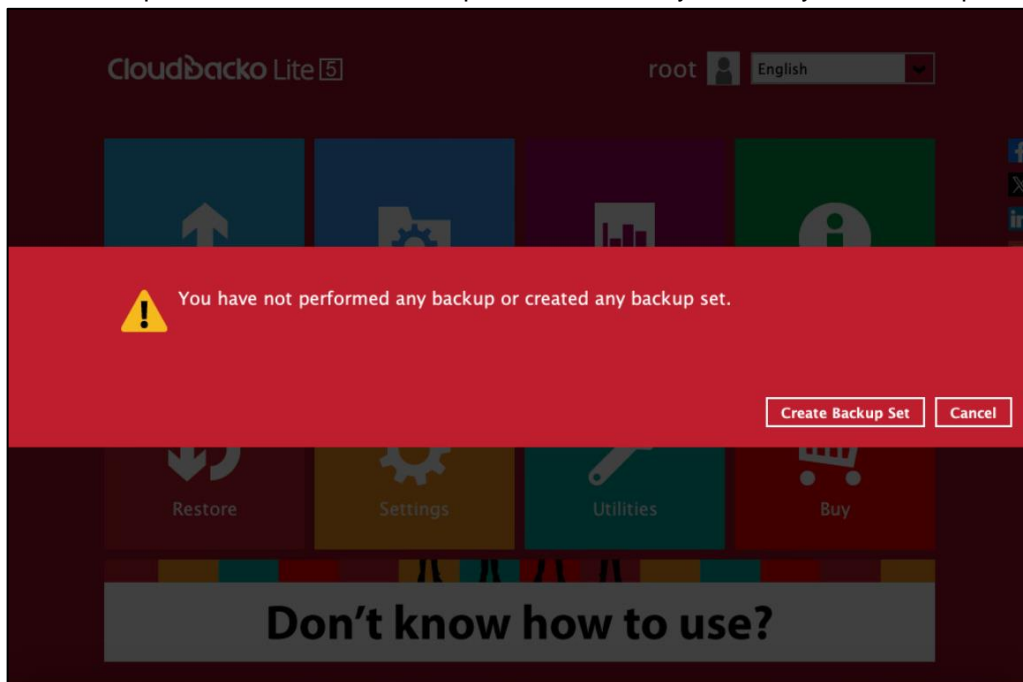 CloudBacko Lite 5
root
English
You have not performed any backup or created any backup set.
Create Backup Set
Cancel
Restore
Settings
Utilities
Buy
Don't know how to use?